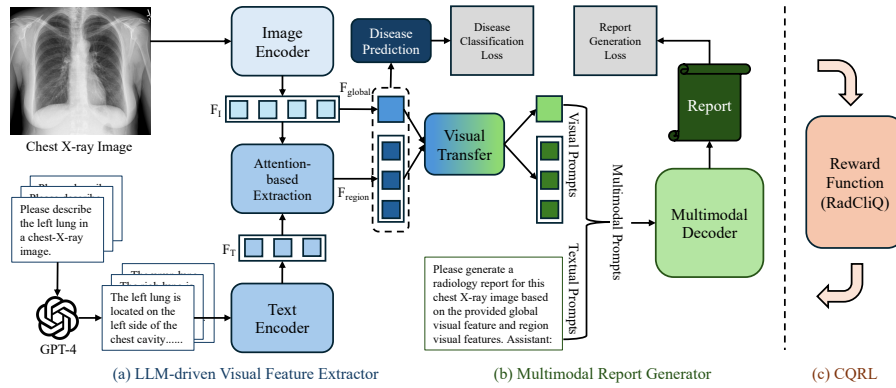 Chest X-ray Image
Image
Encoder
Disease
Prediction
Disease
Classification
Loss
Report
Generation
Loss
F_I
F_global
F_region
F_T
Attention-
based
Extraction
Text
Encoder
Please describe
Please describe
Please describe
the left lung in
a chest-X-ray
image.
GPT-4
The left lung is
located on the
left side of the
chest cavity......
Visual
Transfer
Visual Prompts
Textual Prompts
Multimodal Prompts
Please generate a
radiology report for this
chest X-ray image based
on the provided global
visual feature and region
visual features. Assistant:
Report
Multimodal
Decoder
Reward
Function
(RadCliQ)
(a) LLM-driven Visual Feature Extractor
(b) Multimodal Report Generator
(c) CQRL